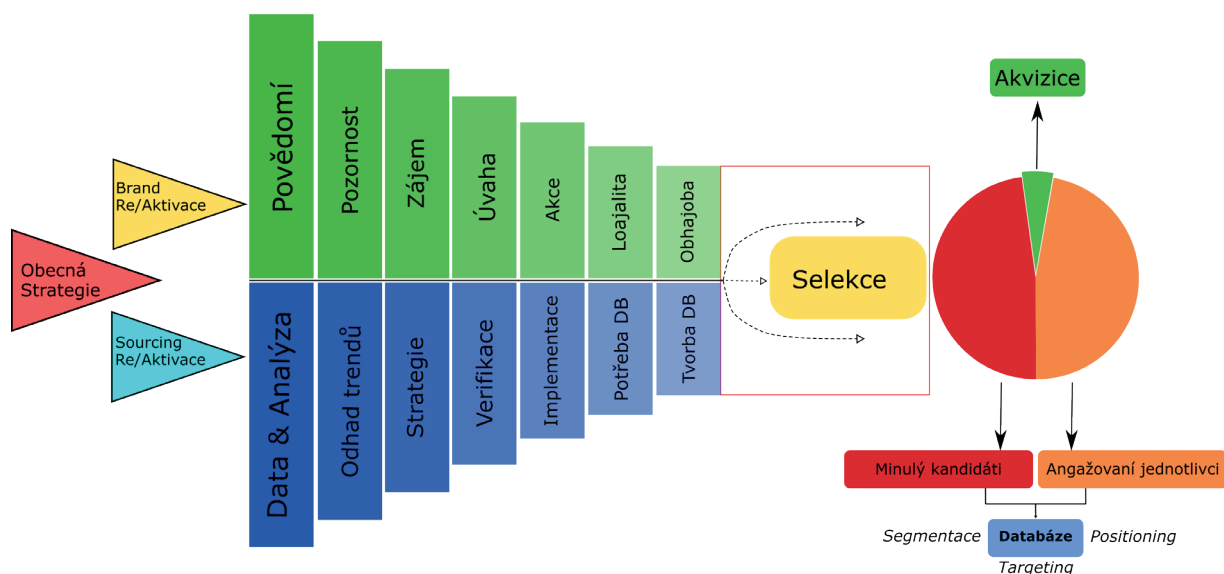 Obecná
Strategie
Brand
Re/Aktivace
Sourcing
Re/Aktivace
Povědomí
Pozornost
Zájem
Úvaha
Akce
Loajalita
Obhajoba
Data & Analýza
Odhad trendů
Strategie
Verifikace
Implementace
Potřeba DB
Tvorba DB
Selekce
Akvizice
Minulý kandidáti
Angažovaní jednotlivci
Segmentace
Databáze
Positioning
Targeting